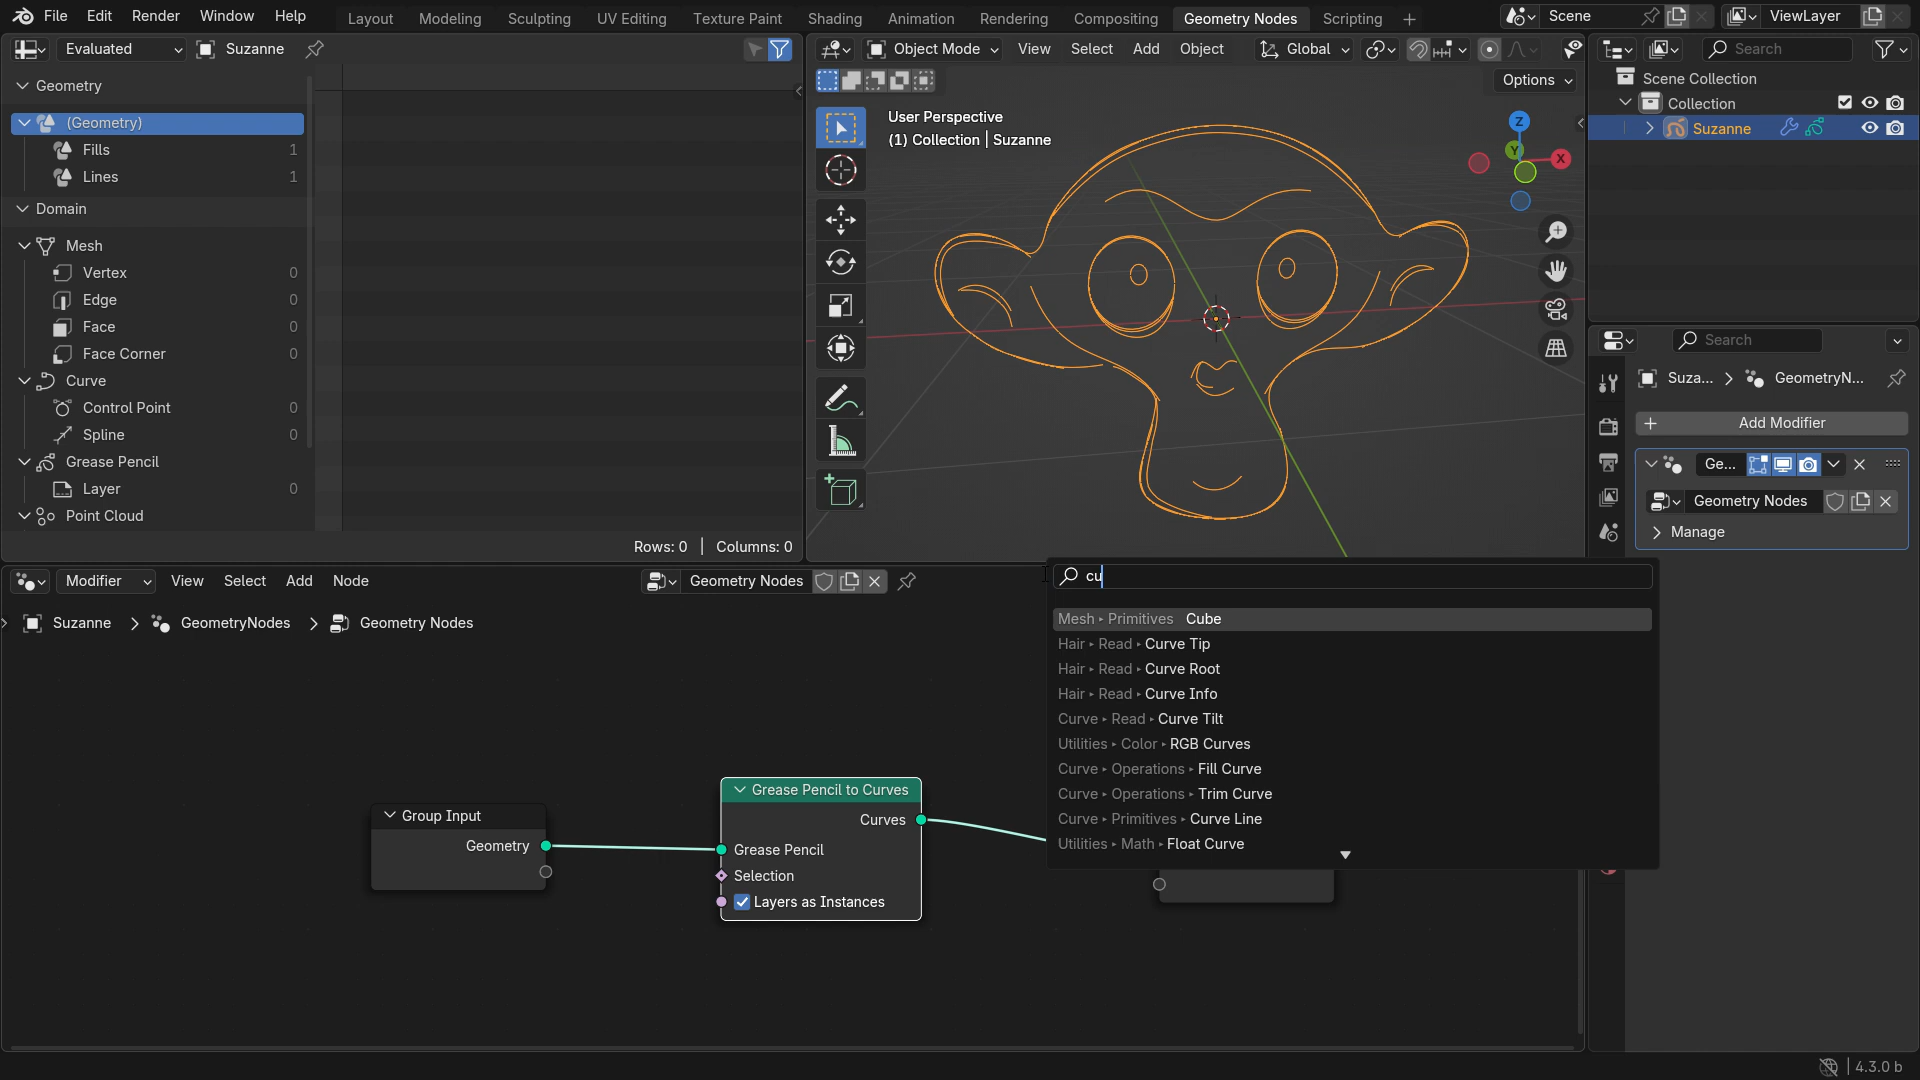 File Edit Render Window Help Layout Modeling Sculpting UV Editing Texture Paint Shading Animation Rendering Compositing Geometry Nodes Scripting + Scene ViewLayer
Evaluated Suzanne
Object Mode View Select Add Object Global
Search
Options
Geometry
(Geometry)
Fills 1
Lines 1
Domain
Mesh
Vertex 0
Edge 0
Face 0
Face Corner 0
Curve
Control Point 0
Spline 0
Grease Pencil
Layer 0
Point Cloud
Rows: 0 | Columns: 0
User Perspective
(1) Collection | Suzanne
Z
Y
X
Scene Collection
Collection
Suzanne
Search
Suza... GeometryN...
Add Modifier
Ge...
Geometry Nodes
Manage
Modifier View Select Add Node Geometry Nodes
Suzanne GeometryNodes Geometry Nodes
cu
Mesh Primitives Cube
Hair Read Curve Tip
Hair Read Curve Root
Hair Read Curve Info
Curve Read Curve Tilt
Utilities Color RGB Curves
Curve Operations Fill Curve
Curve Operations Trim Curve
Curve Primitives Curve Line
Utilities Math Float Curve
Group Input
Geometry
Grease Pencil to Curves
Curves
Grease Pencil
Selection
Layers as Instances
4.3.0 b